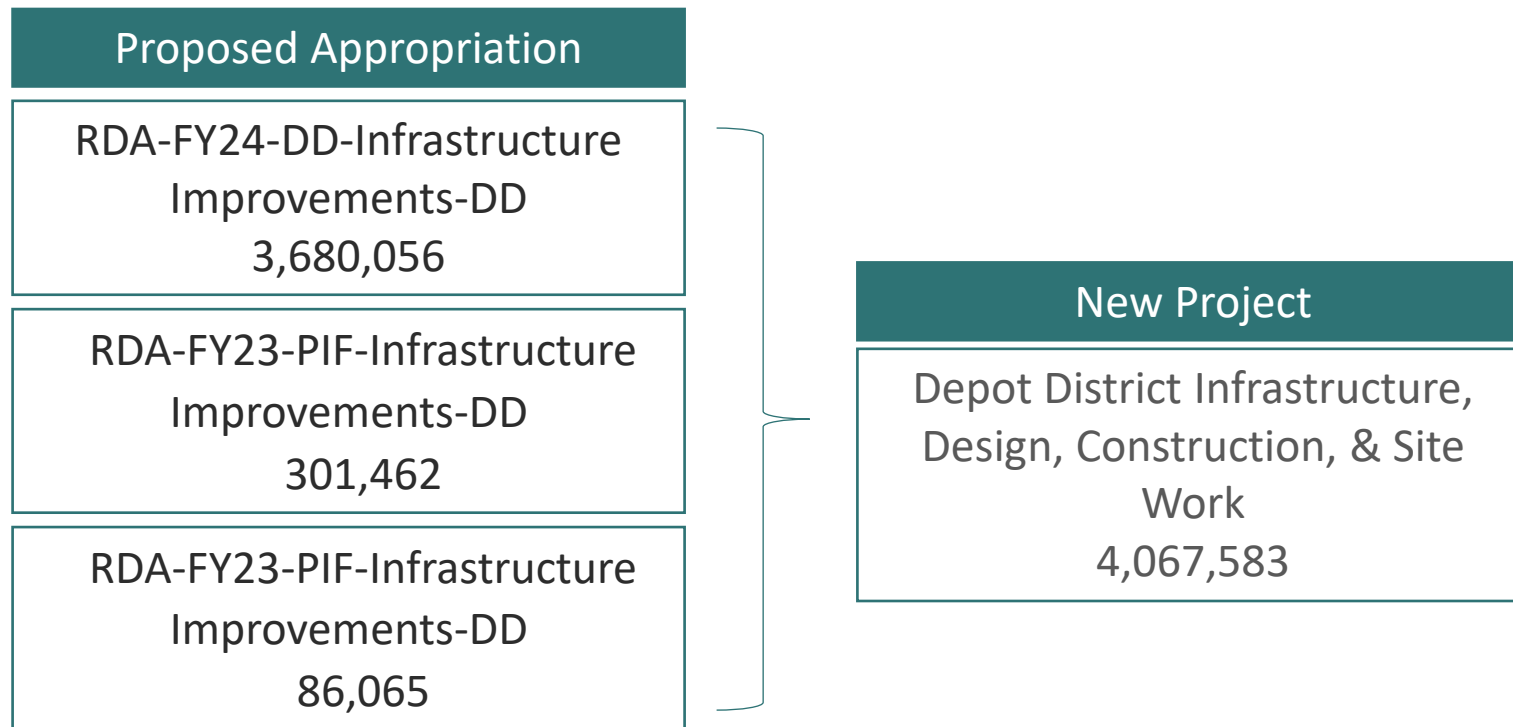 Proposed Appropriation
RDA-FY24-DD-Infrastructure
Improvements-DD
3,680,056
RDA-FY23-PIF-Infrastructure
Improvements-DD
301,462
RDA-FY23-PIF-Infrastructure
Improvements-DD
86,065
New Project
Depot District Infrastructure,
Design, Construction, & Site
Work
4,067,583